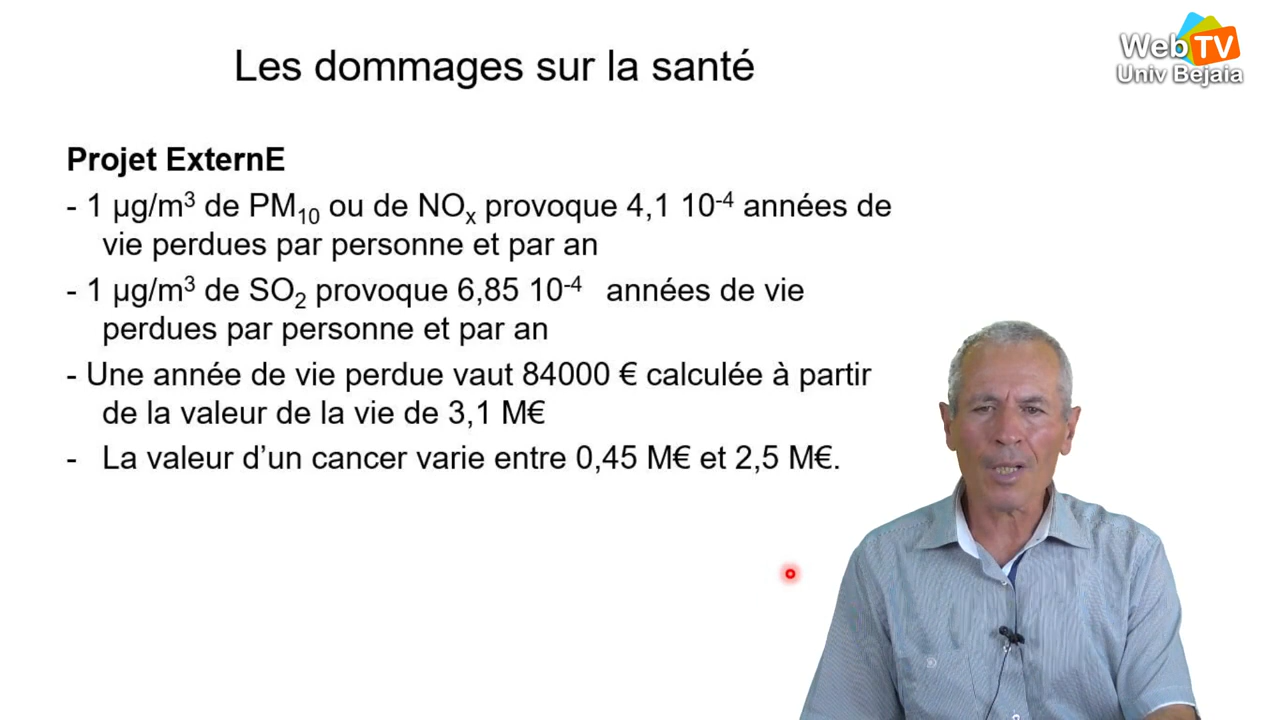 Les dommages sur la santé
Web TV
Univ Bejaia
Projet ExternE
- 1 µg/m³ de PM₁₀ ou de NOₓ provoque 4,1 10⁻⁴ années de
vie perdues par personne et par an
- 1 µg/m³ de SO₂ provoque 6,85 10⁻⁴ années de vie
perdues par personne et par an
- Une année de vie perdue vaut 84000 € calculée à partir
de la valeur de la vie de 3,1 M€
- La valeur d’un cancer varie entre 0,45 M€ et 2,5 M€.